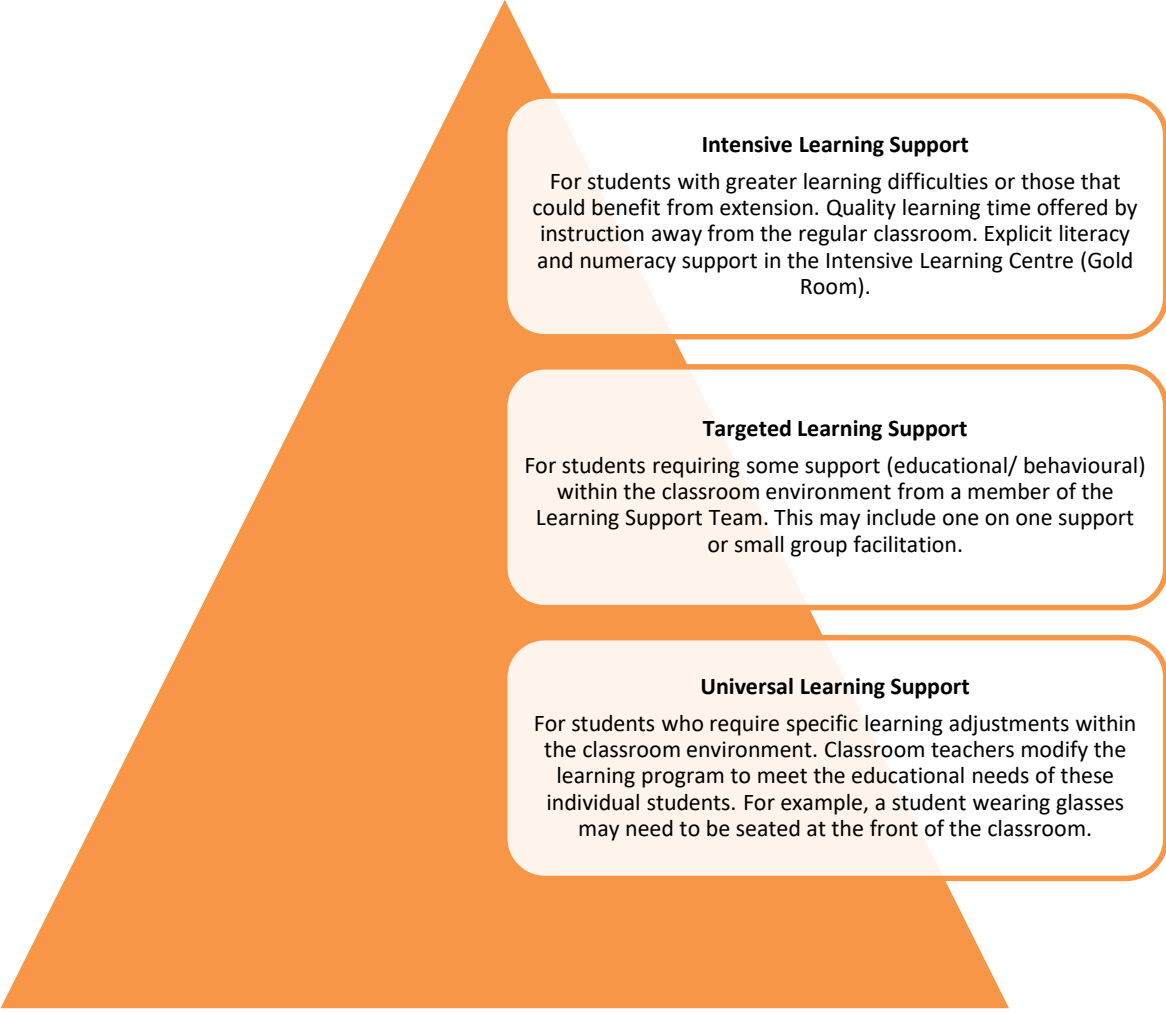 Intensive Learning Support
For students with greater learning difficulties or those that
could benefit from extension. Quality learning time offered by
instruction away from the regular classroom. Explicit literacy
and numeracy support in the Intensive Learning Centre (Gold
Room).
Targeted Learning Support
For students requiring some support (educational/ behavioural)
within the classroom environment from a member of the
Learning Support Team. This may include one on one support
or small group facilitation.
Universal Learning Support
For students who require specific learning adjustments within
the classroom environment. Classroom teachers modify the
learning program to meet the educational needs of these
individual students. For example, a student wearing glasses
may need to be seated at the front of the classroom.